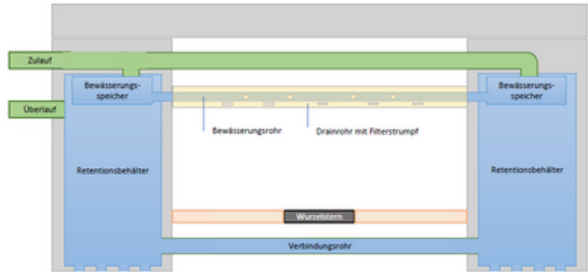 Zulauf
Bewässerungs-
speicher
Bewässerungs-
speicher
Überlauf
Bewässerungsrohr
Drainrohr mit Filterstrumpf
Retentionsbehälter
Retentionsbehälter
Wurzelstern
Verbindungsrohr